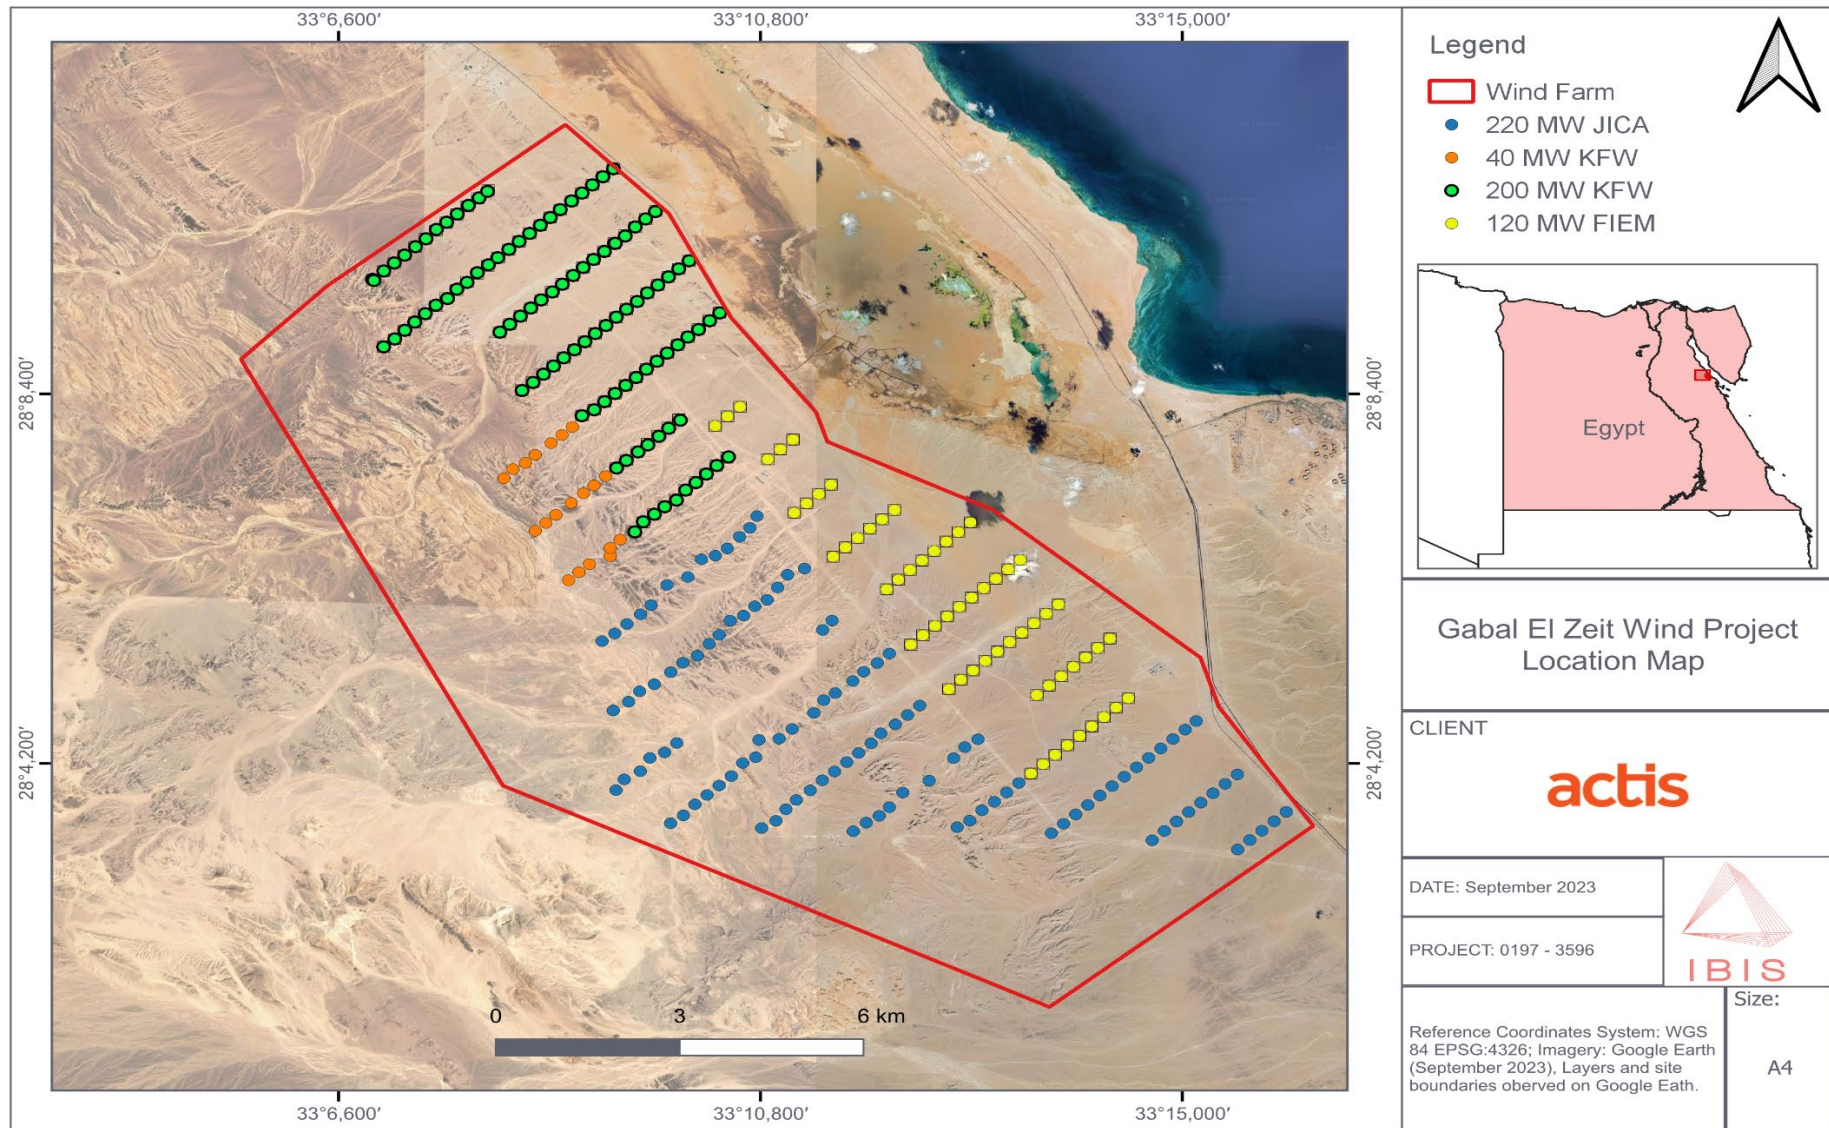 33°6,600′
33°10,800′
33°15,000′
28°8,400′
28°8,400′
28°4,200′
28°4,200′
0
3
6 km
33°6,600′
33°10,800′
33°15,000′
Legend
Wind Farm
220 MW JICA
40 MW KFW
200 MW KFW
120 MW FIEM
Egypt
Gabal El Zeit Wind Project
Location Map
CLIENT
actis
DATE: September 2023
PROJECT: 0197 - 3596
IBIS
Reference Coordinates System: WGS
84 EPSG:4326; Imagery: Google Earth
(September 2023), Layers and site
boundaries oberved on Google Eath.
Size:
A4